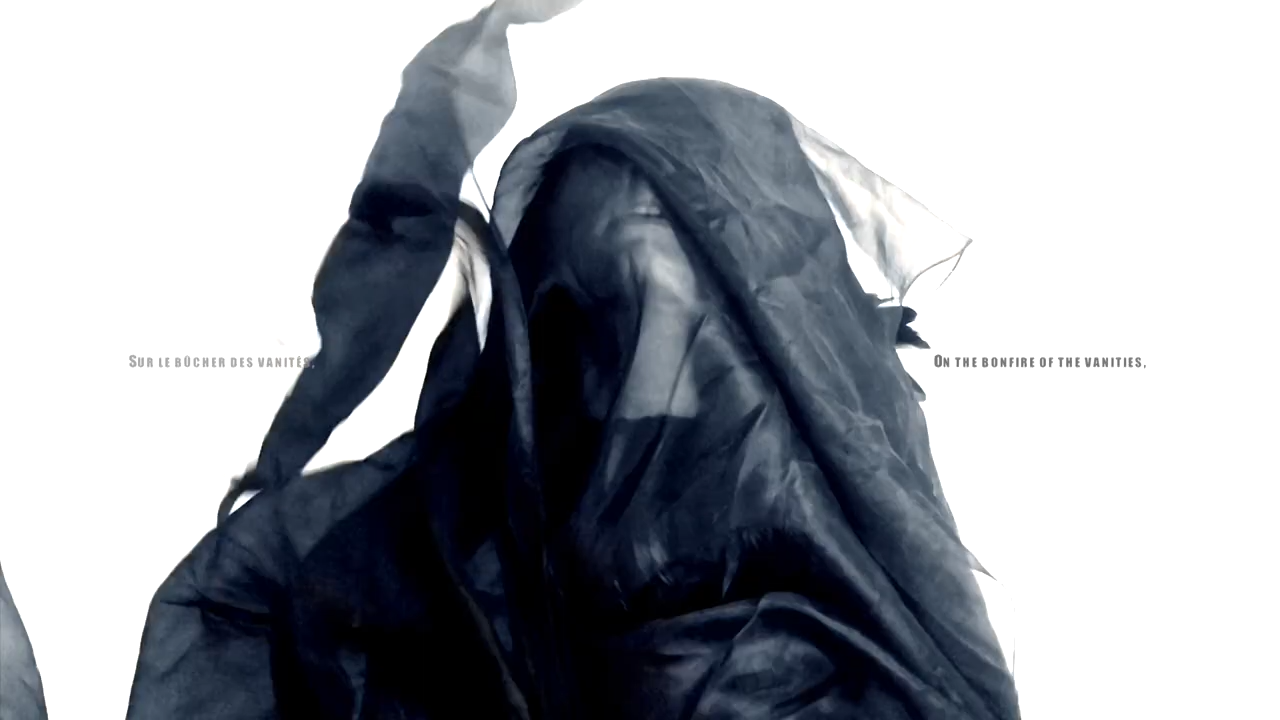 Sur le bûcher des vanités,
On the bonfire of the vanities,